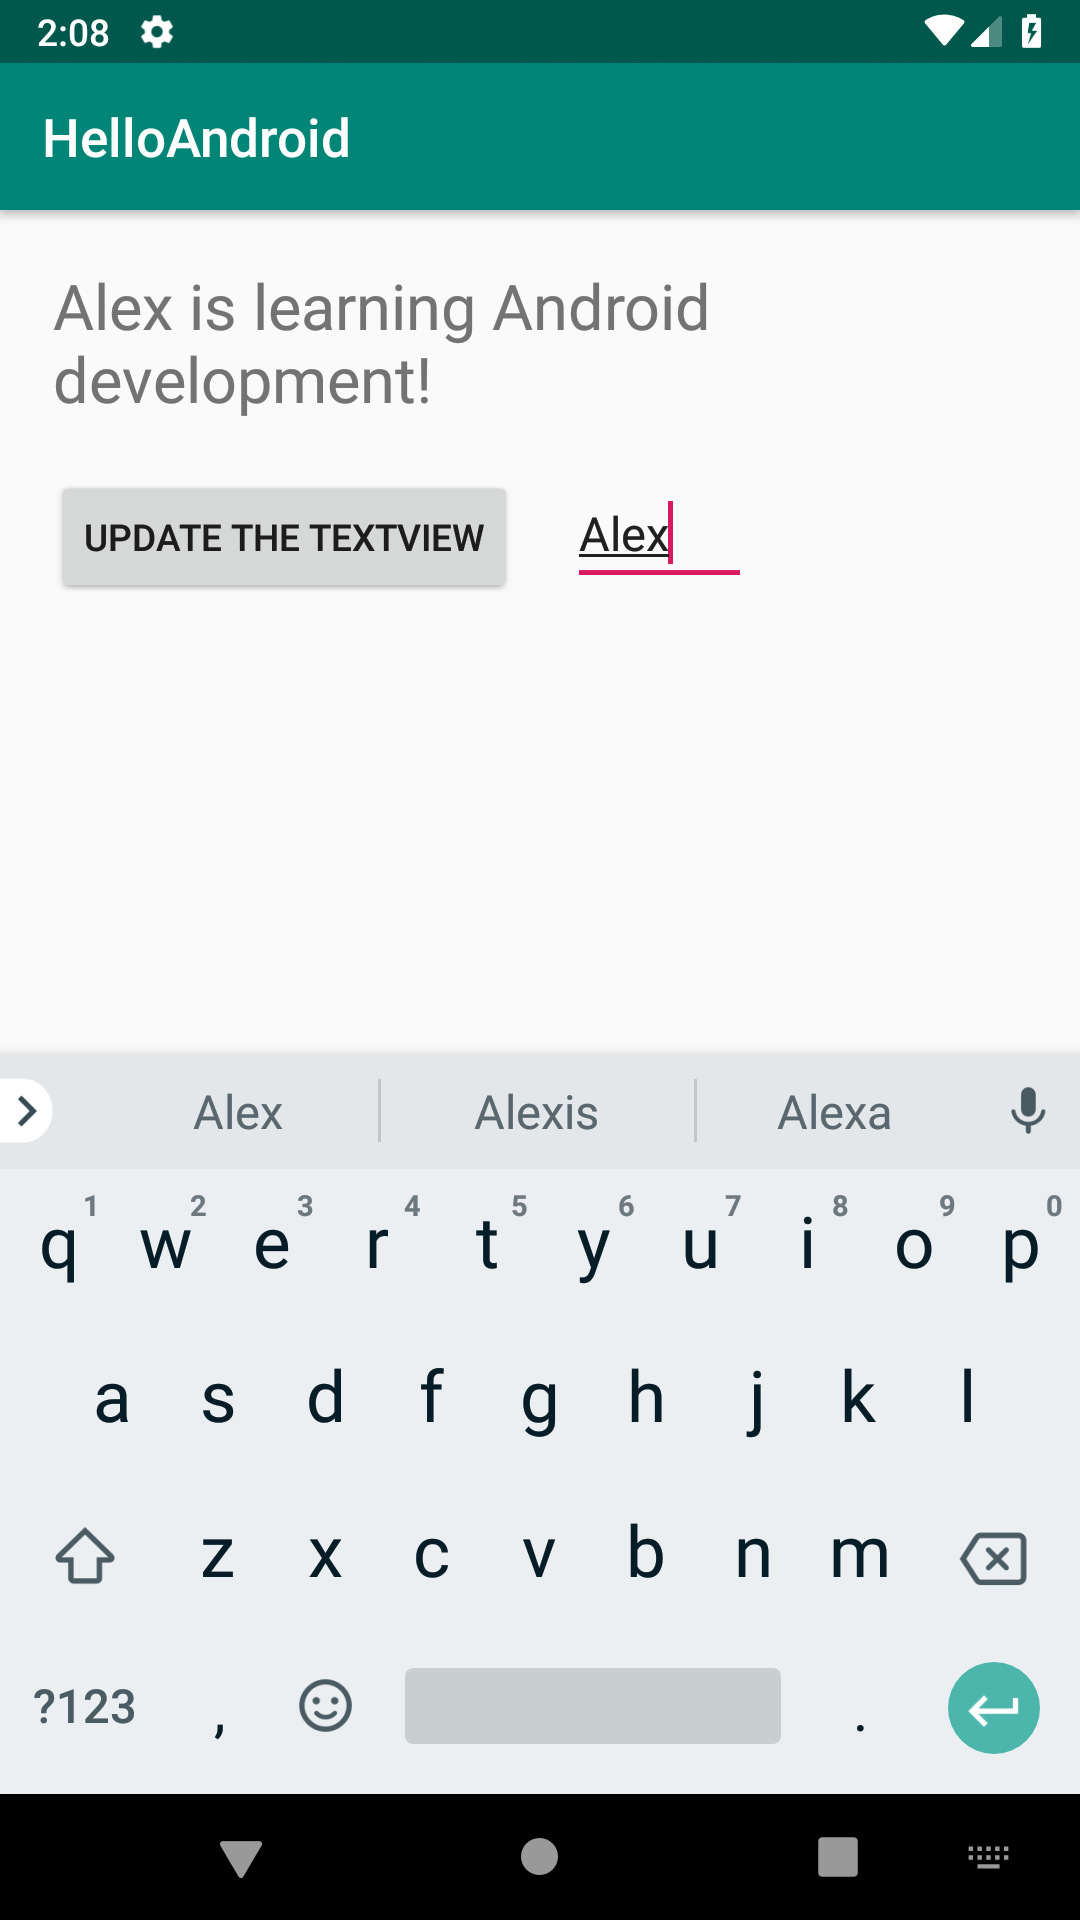 2:08
HelloAndroid
Alex is learning Android
development!
UPDATE THE TEXTVIEW Alex
Alex Alexis Alexa
1 2 3 4 5 6 7 8 9 0
q w e r t y u i o p
a s d f g h j k l
z x c v b n m
?123 , .